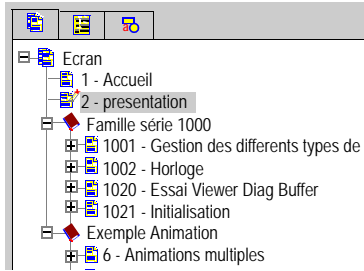 Ecran
1 - Accueil
2 - presentation
Famille série 1000
1001 - Gestion des differents types de
1002 - Horloge
1020 - Essai Viewer Diag Buffer
1021 - Initialisation
Exemple Animation
6 - Animations multiples